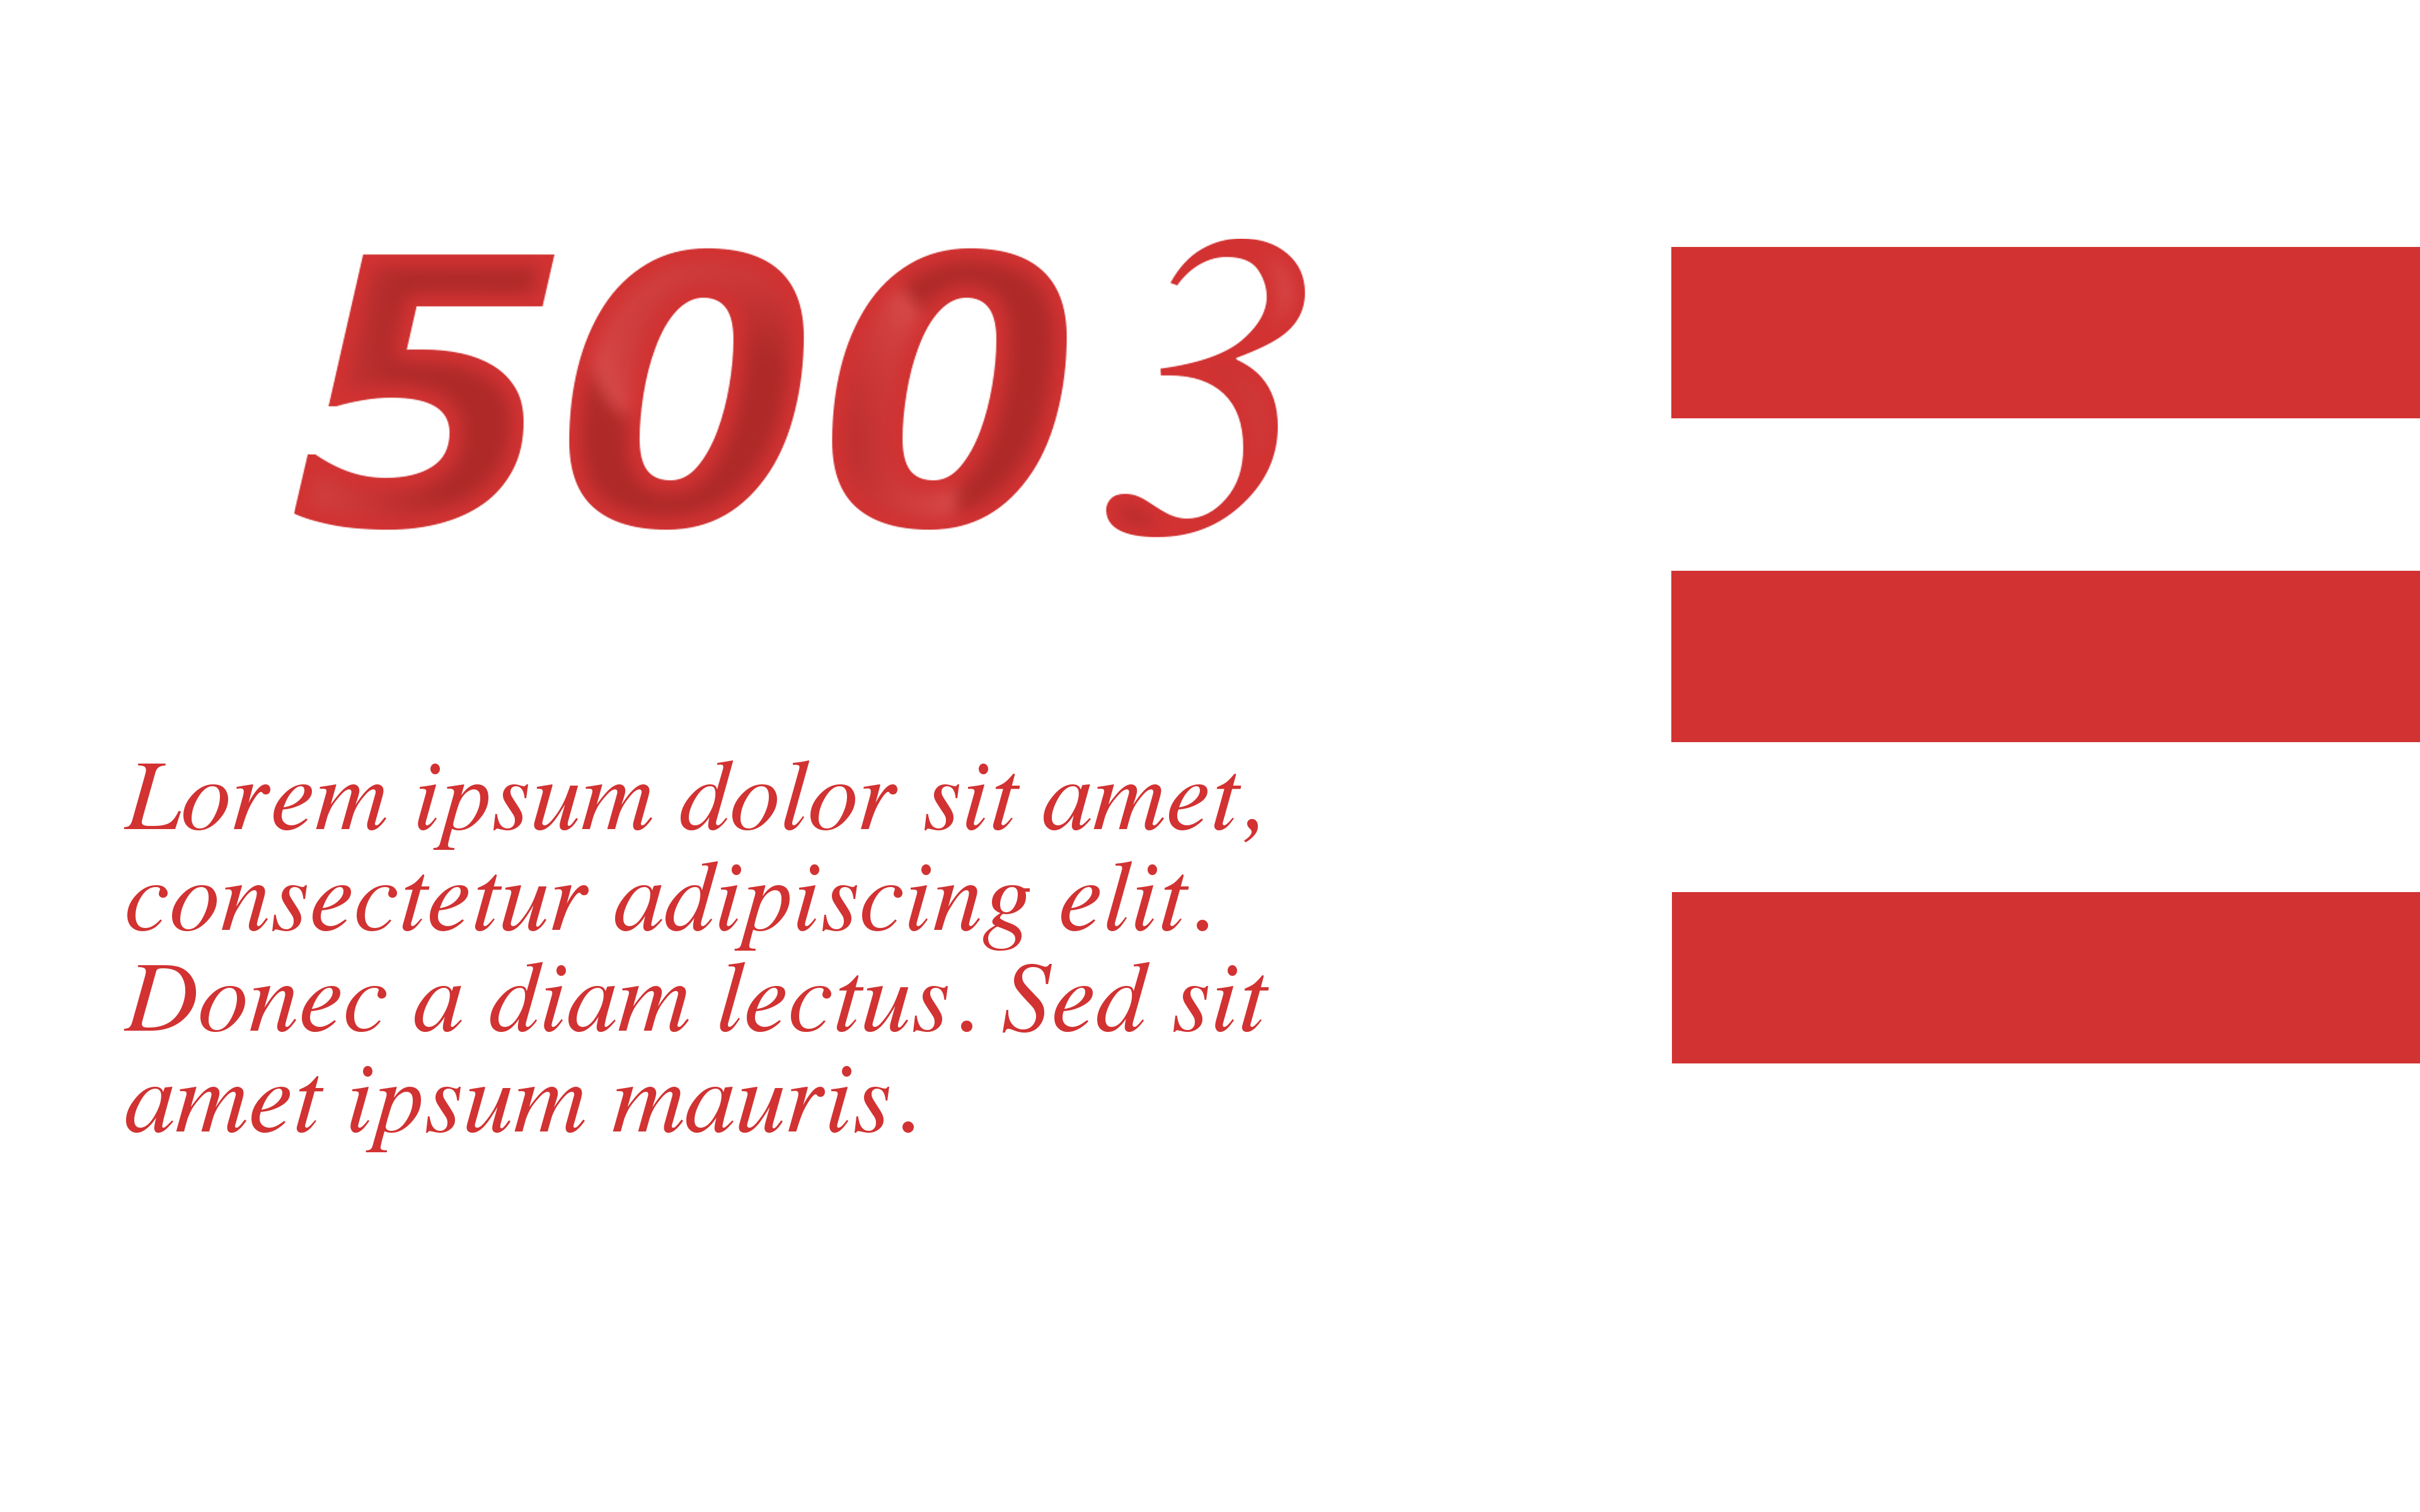 5003
Lorem ipsum dolor sit amet,
consectetur adipiscing elit.
Donec a diam lectus. Sed sit
amet ipsum mauris.